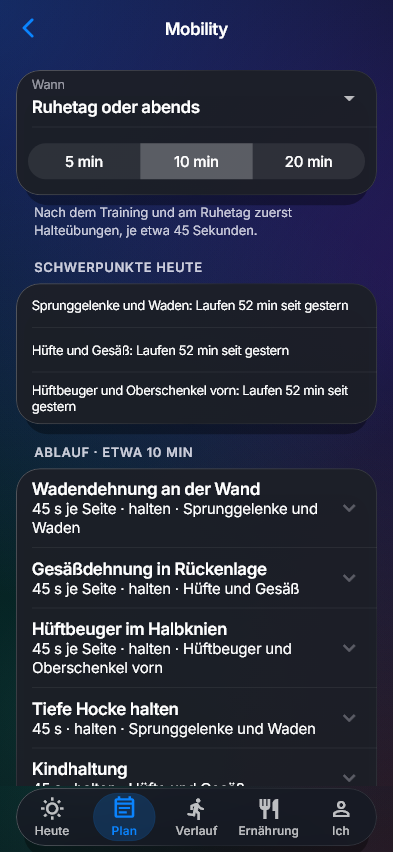 Mobility
Wann
Ruhetag oder abends
5 min
10 min
20 min
Nach dem Training und am Ruhetag zuerst
Halteübungen, je etwa 45 Sekunden.
SCHWERPUNKTE HEUTE
Sprunggelenke und Waden: Laufen 52 min seit gestern
Hüfte und Gesäß: Laufen 52 min seit gestern
Hüftbeuger und Oberschenkel vorn: Laufen 52 min seit
gestern
ABLAUF · ETWA 10 MIN
Wadendehnung an der Wand
45 s je Seite · halten · Sprunggelenke und
Waden
Gesäßdehnung in Rückenlage
45 s je Seite · halten · Hüfte und Gesäß
Hüftbeuger im Halbknien
45 s je Seite · halten · Hüftbeuger und
Oberschenkel vorn
Tiefe Hocke halten
45 s · halten · Sprunggelenke und Waden
Kindhaltung
45 s · halten · Hüfte und Gesäß
Heute
Plan
Verlauf
Ernährung
Ich